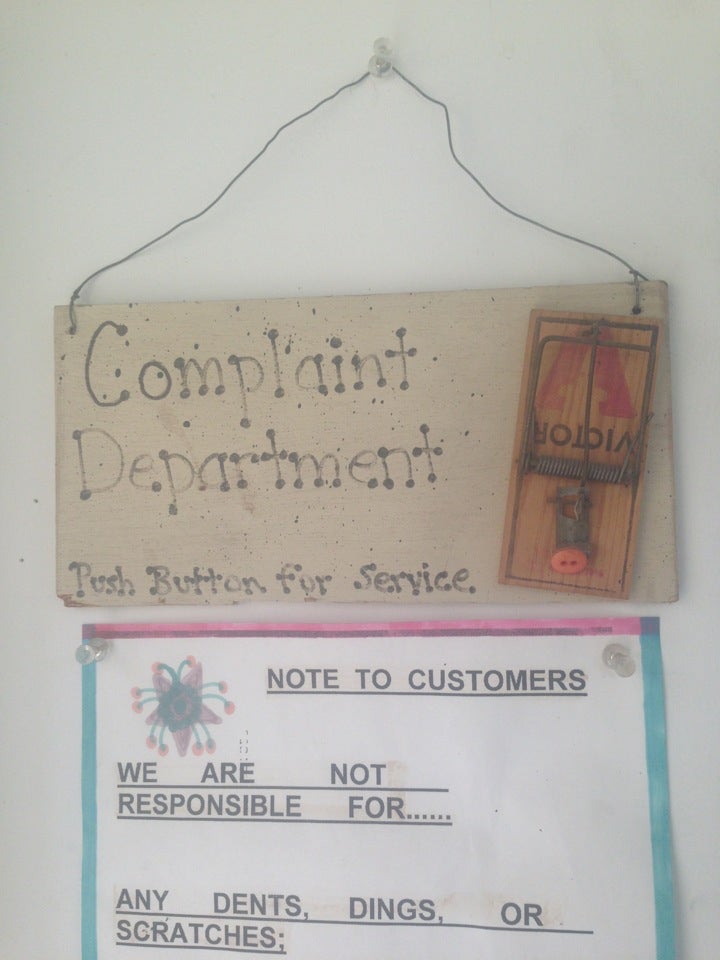 Complaint
Department
VICTOR
Push Button for Service.
NOTE TO CUSTOMERS
WE ARE NOT
RESPONSIBLE FOR......
ANY DENTS, DINGS, OR
SCRATCHES;